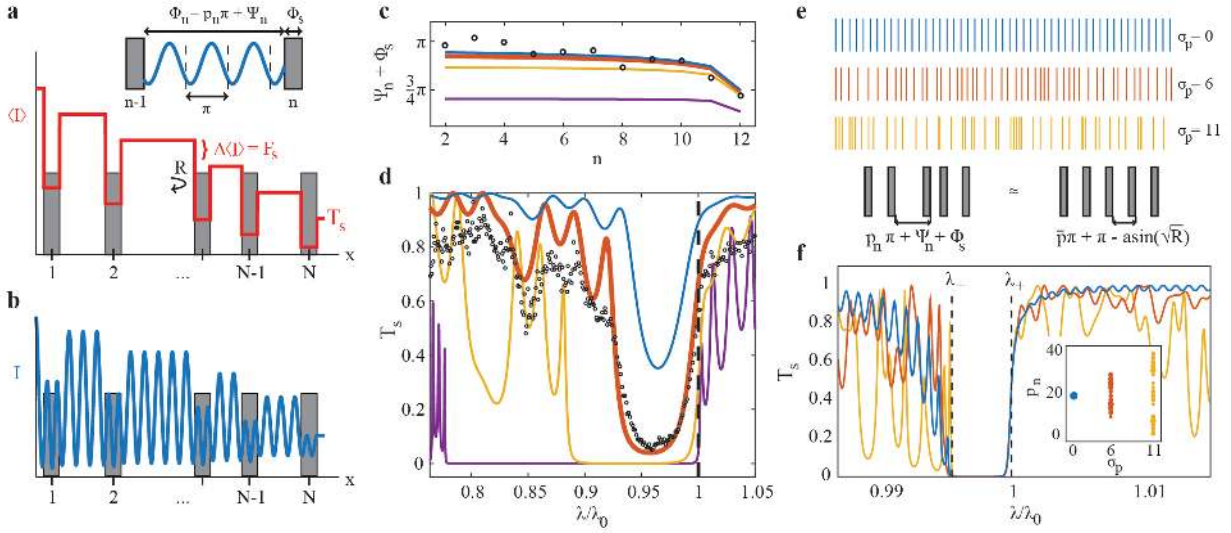 a
Φn − pnπ + Ψn
Φs
n-1
π
n
⟨I⟩
Λ⟨I⟩ = Fs
R
Ts
1
2
...
N-1
N
x
b
I
1
2
...
N-1
N
x
c
Ψn + Φs
π
3/4 π
2
4
6
8
10
12
n
d
Ts
1
0.8
0.6
0.4
0.2
0
0.8
0.85
0.9
0.95
1
1.05
λ/λ0
e
σp − 0
σp − 6
σp = 11
≈
pnπ + Ψn + Φs
p̄π + π - asin(√R)
f
Ts
1
0.8
0.6
0.4
0.2
0
λ−
λ+
pn
40
20
0
0
6
11
σp
0.99
1
1.01
λ/λ0